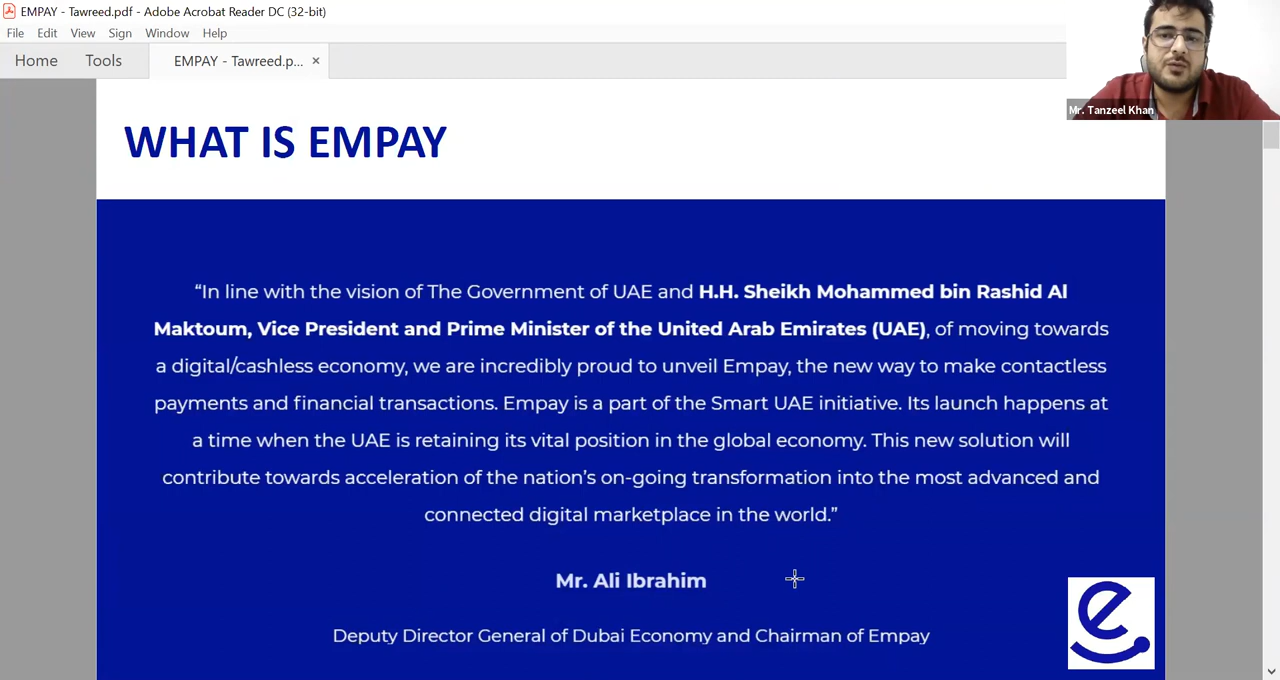 EMPAY - Tawreed.pdf - Adobe Acrobat Reader DC (32-bit)
File Edit View Sign Window Help
Home Tools EMPAY - Tawreed.p... ×
Mr. Tanzeel Khan
WHAT IS EMPAY
“In line with the vision of The Government of UAE and H.H. Sheikh Mohammed bin Rashid Al
Maktoum, Vice President and Prime Minister of the United Arab Emirates (UAE), of moving towards
a digital/cashless economy, we are incredibly proud to unveil Empay, the new way to make contactless
payments and financial transactions. Empay is a part of the Smart UAE initiative. Its launch happens at
a time when the UAE is retaining its vital position in the global economy. This new solution will
contribute towards acceleration of the nation’s on-going transformation into the most advanced and
connected digital marketplace in the world.”
Mr. Ali Ibrahim
Deputy Director General of Dubai Economy and Chairman of Empay
e